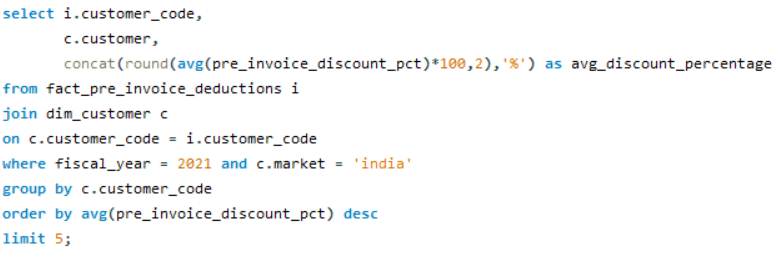 select i.customer_code,
c.customer,
concat(round(avg(pre_invoice_discount_pct)*100,2),'%') as avg_discount_percentage
from fact_pre_invoice_deductions i
join dim_customer c
on c.customer_code = i.customer_code
where fiscal_year = 2021 and c.market = 'india'
group by c.customer_code
order by avg(pre_invoice_discount_pct) desc
limit 5;